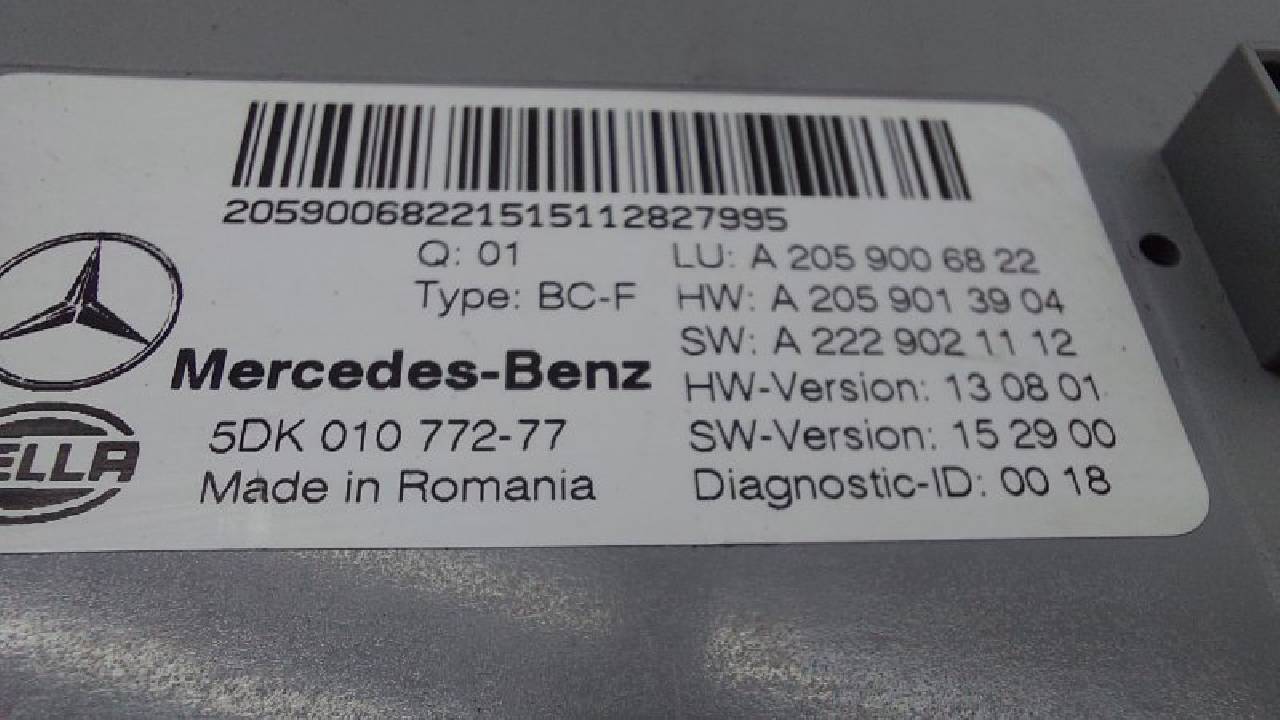 20590068221515112827995
Q: 01
Type: BC-F
Mercedes-Benz
5DK 010 772-77
Made in Romania
LU: A 205 900 68 22
HW: A 205 901 39 04
SW: A 222 902 11 12
HW-Version: 13 08 01
SW-Version: 15 29 00
Diagnostic-ID: 00 18
ELLA